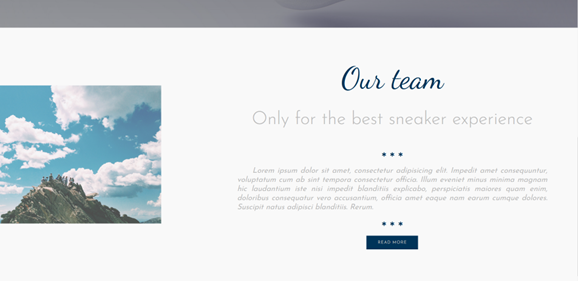 Our team
Only for the best sneaker experience
* * *
Lorem ipsum dolor sit amet, consectetur adipisicing elit. Impedit amet consequuntur,
voluptatum cum ab sint tempora consectetur officia. Illum eveniet minus minima magnam
hic laudantium iste nisi impedit blanditiis explicabo, perspiciatis maiores quam enim,
doloribus consequatur vero accusantium, officia amet eaque nam earum cumque dolores.
Suscipit natus adipisci blanditiis. Rerum.
* * *
READ MORE